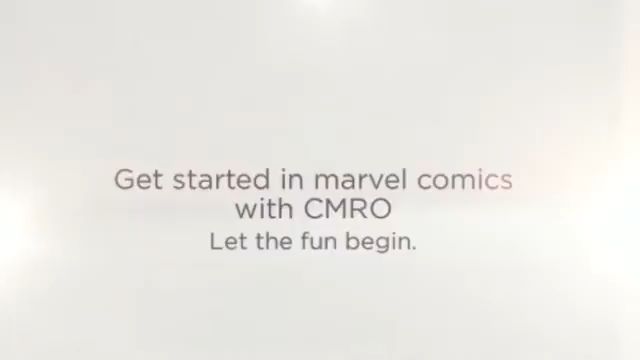 Get started in marvel comics
with CMRO
Let the fun begin.